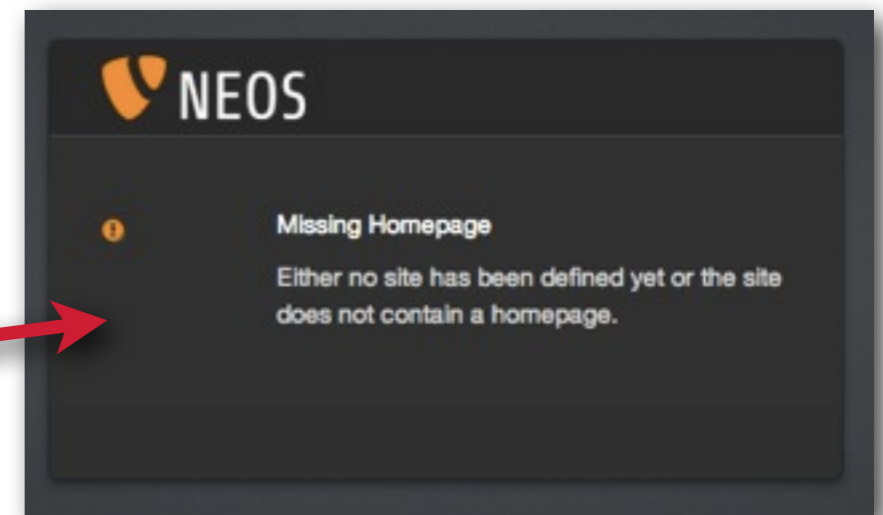 NEOS
Missing Homepage
Either no site has been defined yet or the site
does not contain a homepage.